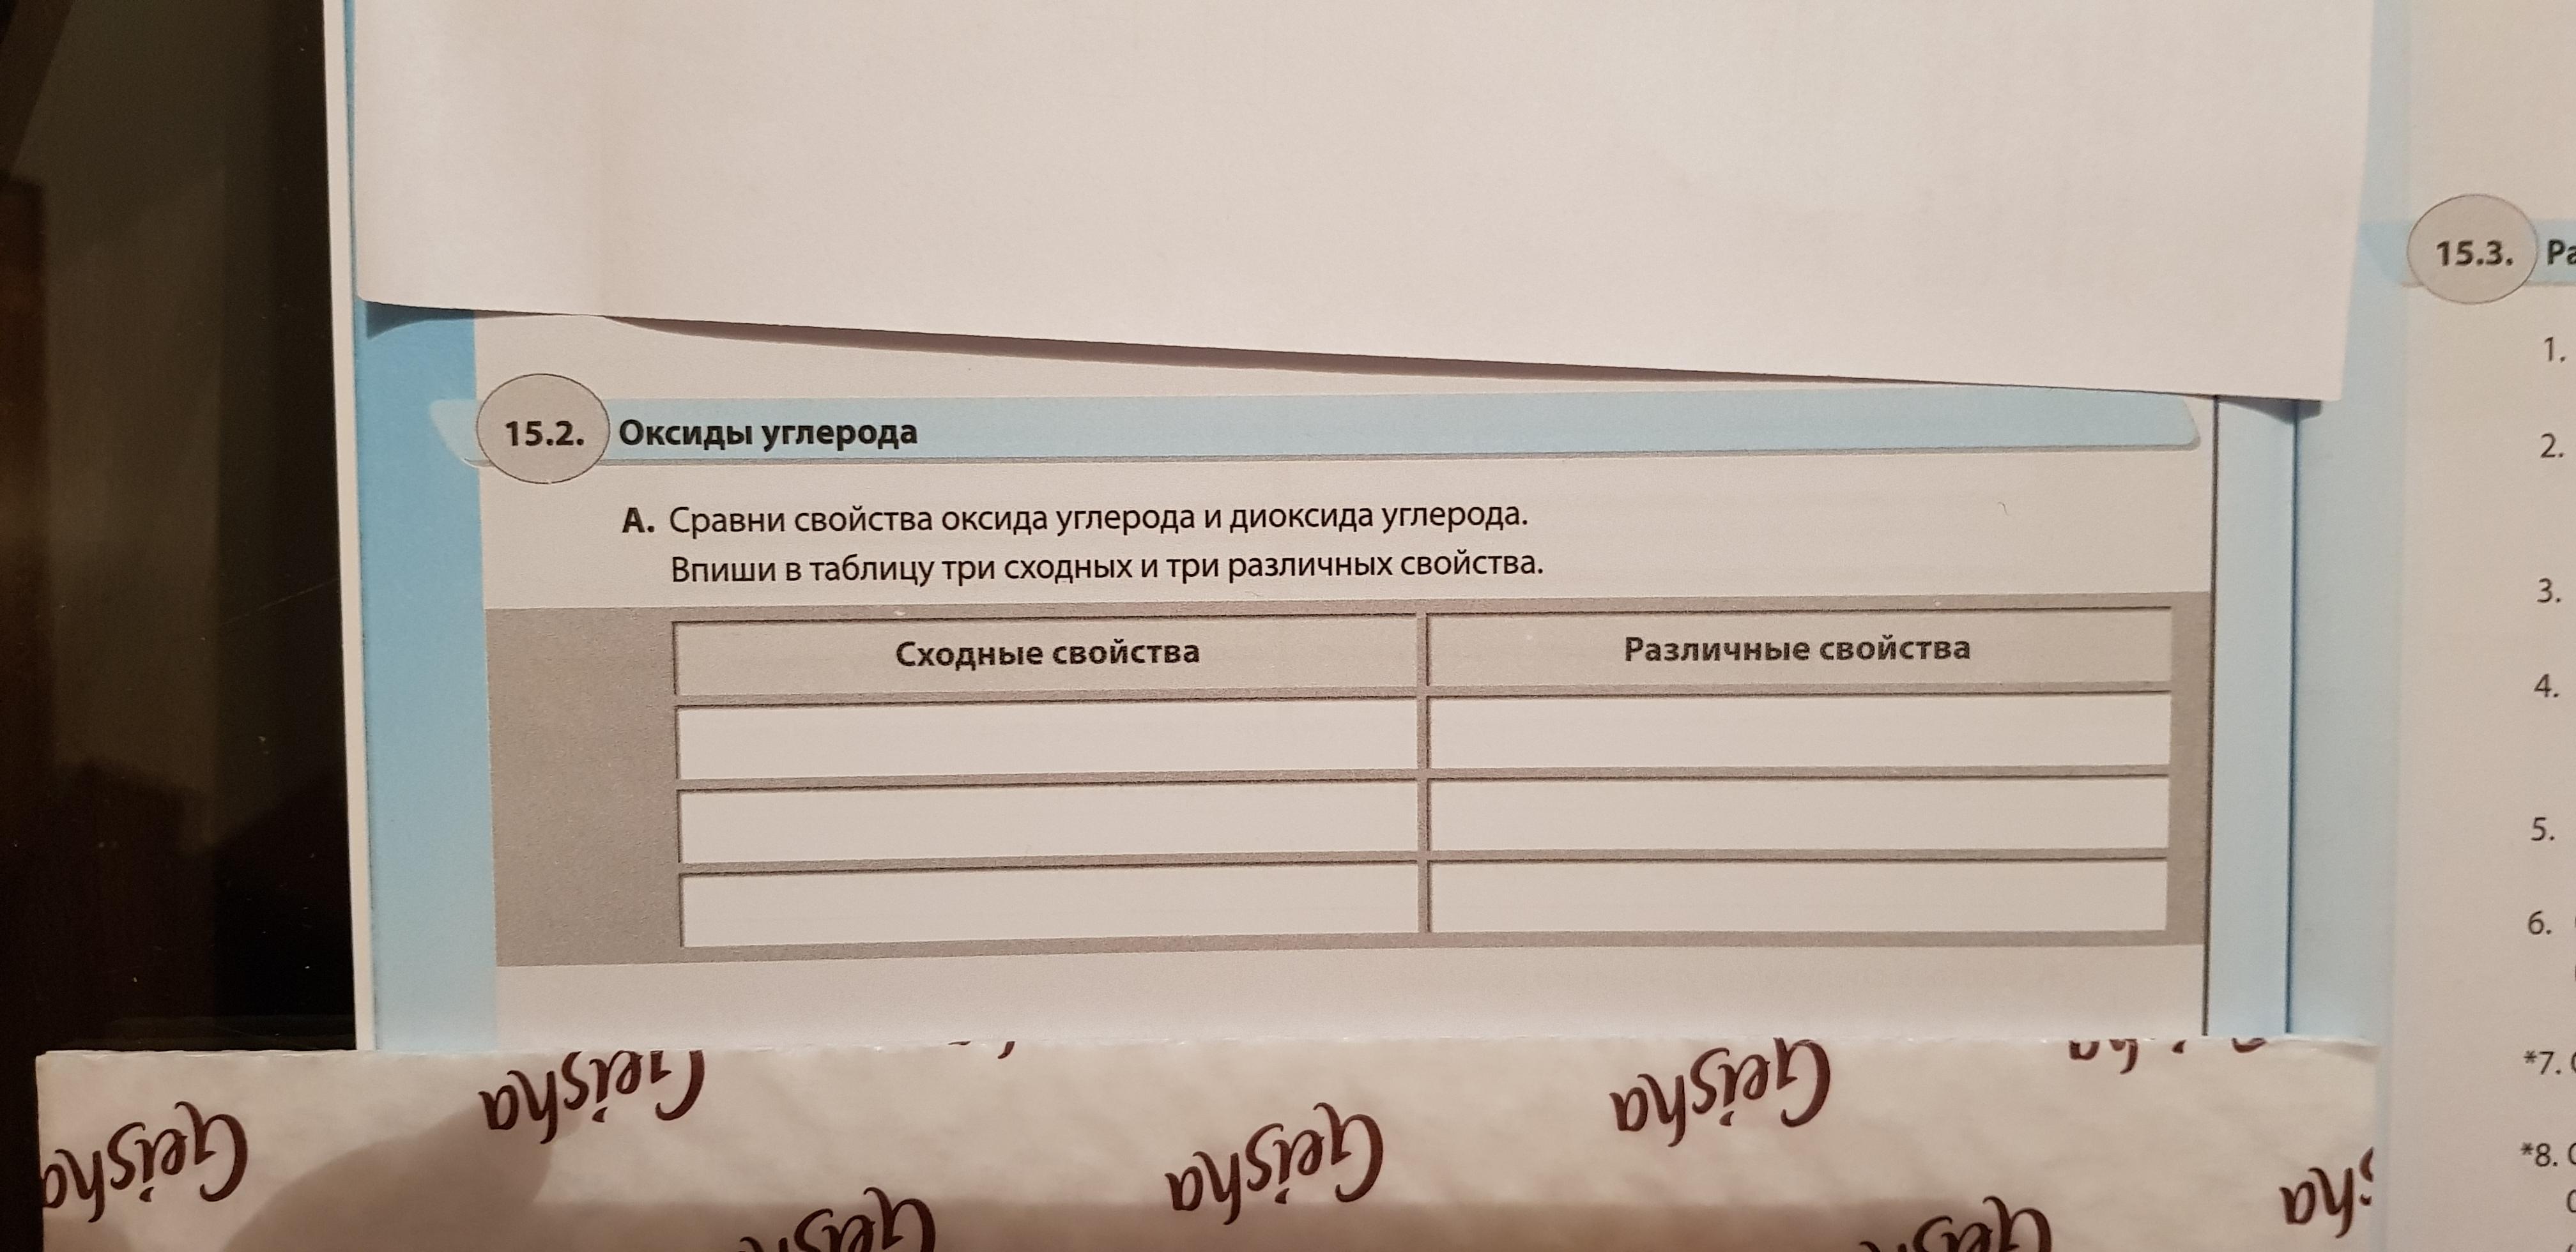 15.2. Оксиды углерода
А. Сравни свойства оксида углерода и диоксида углерода.
Впиши в таблицу три сходных и три различных свойства.
Сходные свойства
Различные свойства
15.3.
1.
2.
3.
4.
5.
6.
*7.
*8.
Geisha
Geisha
Geisha
Geisha